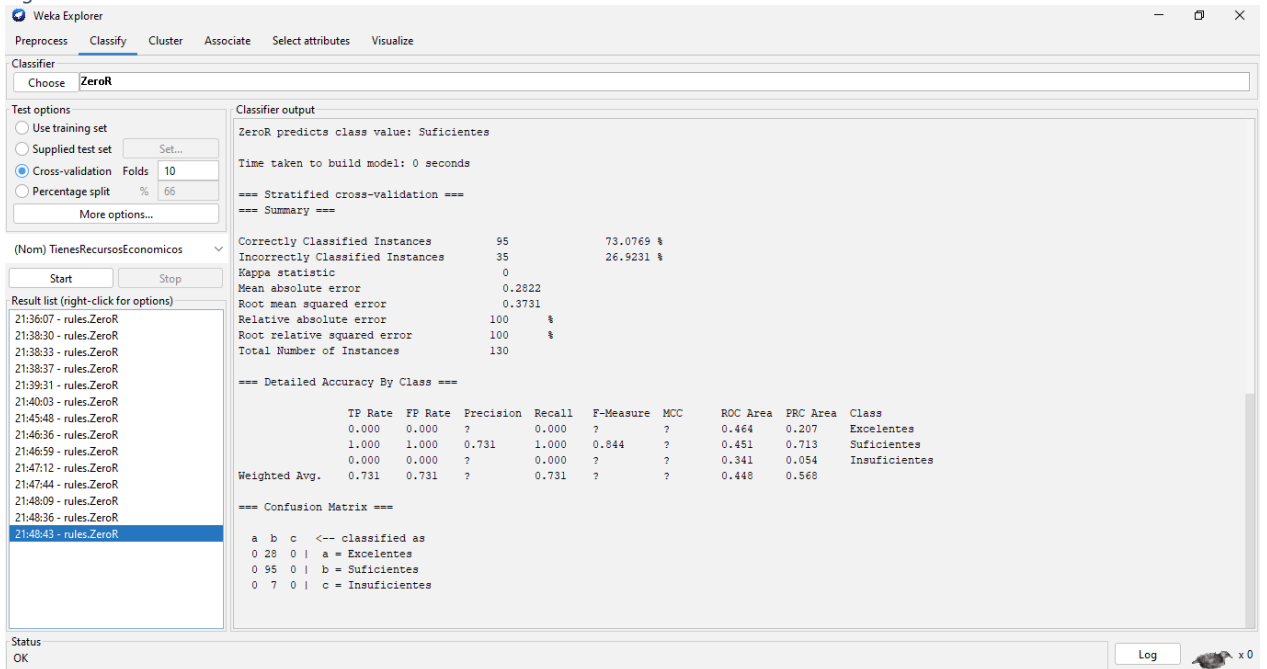 Weka Explorer
Preprocess Classify Cluster Associate Select attributes Visualize
Classifier
Choose ZeroR
Test options
Use training set
Supplied test set Set...
Cross-validation Folds 10
Percentage split % 66
More options...
(Nom) TienesRecursosEconomicos
Start Stop
Result list (right-click for options)
21:36:07 - rules.ZeroR
21:38:30 - rules.ZeroR
21:38:33 - rules.ZeroR
21:38:37 - rules.ZeroR
21:39:31 - rules.ZeroR
21:40:03 - rules.ZeroR
21:45:48 - rules.ZeroR
21:46:36 - rules.ZeroR
21:46:59 - rules.ZeroR
21:47:12 - rules.ZeroR
21:47:44 - rules.ZeroR
21:48:09 - rules.ZeroR
21:48:36 - rules.ZeroR
21:48:43 - rules.ZeroR
Classifier output
ZeroR predicts class value: Suficientes
Time taken to build model: 0 seconds
=== Stratified cross-validation ===
=== Summary ===
Correctly Classified Instances 95 73.0769 %
Incorrectly Classified Instances 35 26.9231 %
Kappa statistic 0
Mean absolute error 0.2822
Root mean squared error 0.3731
Relative absolute error 100 %
Root relative squared error 100 %
Total Number of Instances 130
=== Detailed Accuracy By Class ===
TP Rate FP Rate Precision Recall F-Measure MCC ROC Area PRC Area Class
0.000 0.000 ? 0.000 ? ? 0.464 0.207 Excelentes
1.000 1.000 0.731 1.000 0.844 ? 0.451 0.713 Suficientes
0.000 0.000 ? 0.000 ? ? 0.341 0.054 Insuficientes
Weighted Avg. 0.731 0.731 ? 0.731 ? ? 0.448 0.568
=== Confusion Matrix ===
a b c <-- classified as
0 28 0 | a = Excelentes
0 95 0 | b = Suficientes
0 7 0 | c = Insuficientes
Status
OK
Log x 0